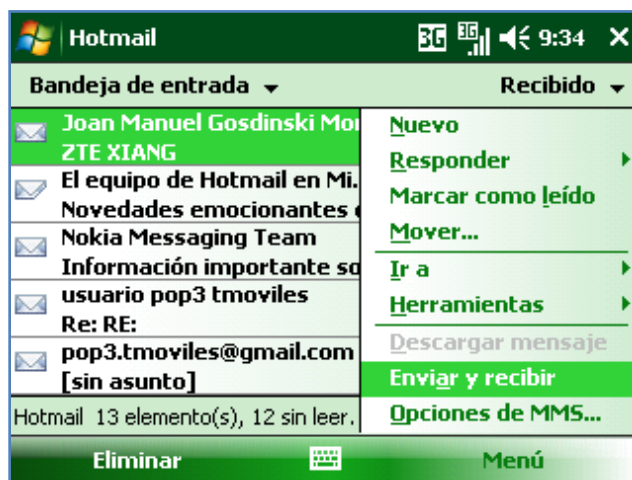 Hotmail 3G 3G 9:34
Bandeja de entrada Recibido
Joan Manuel Gosdinski
ZTE XIANG
El equipo de Hotmail en Mi.
Novedades emocionantes
Nokia Messaging Team
Información importante
usuario pop3 tmoviles
Re: RE:
pop3.tmoviles@gmail.com
[sin asunto]
Hotmail 13 elemento(s), 12 sin leer.
Nuevo
Responder
Marcar como leído
Mover...
Ir a
Herramientas
Descargar mensaje
Enviar y recibir
Opciones de MMS...
Eliminar Menú